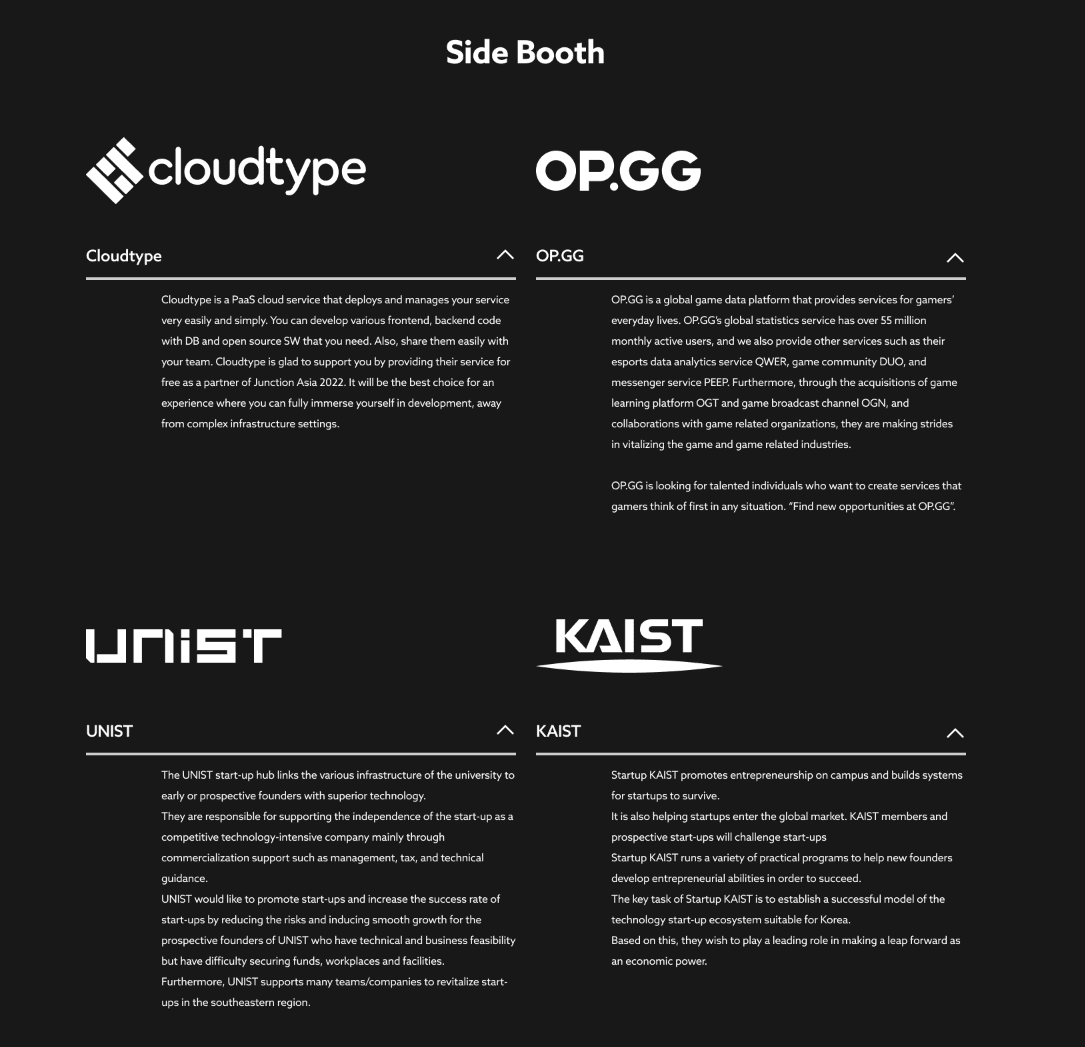 Side Booth
cloudtype
OP.GG
Cloudtype
Cloudtype is a PaaS cloud service that deploys and manages your service
very easily and simply. You can develop various frontend, backend code
with DB and open source SW that you need. Also, share them easily with
your team. Cloudtype is glad to support you by providing their service for
free as a partner of Junction Asia 2022. It will be the best choice for an
experience where you can fully immerse yourself in development, away
from complex infrastructure settings.
OP.GG
OP.GG is a global game data platform that provides services for gamers'
everyday lives. OP.GG's global statistics service has over 55 million
monthly active users, and we also provide other services such as their
esports data analytics service QWER, game community DUO, and
messenger service PEEP. Furthermore, through the acquisitions of game
learning platform OGT and game broadcast channel OGN, and
collaborations with game related organizations, they are making strides
in vitalizing the game and game related industries.
OP.GG is looking for talented individuals who want to create services that
gamers think of first in any situation. "Find new opportunities at OP.GG".
UNIST
KAIST
UNIST
The UNIST start-up hub links the various infrastructure of the university to
early or prospective founders with superior technology.
They are responsible for supporting the independence of the start-up as a
competitive technology-intensive company mainly through
commercialization support such as management, tax, and technical
guidance.
UNIST would like to promote start-ups and increase the success rate of
start-ups by reducing the risks and inducing smooth growth for the
prospective founders of UNIST who have technical and business feasibility
but have difficulty securing funds, workplaces and facilities.
Furthermore, UNIST supports many teams/companies to revitalize start-
ups in the southeastern region.
KAIST
Startup KAIST promotes entrepreneurship on campus and builds systems
for startups to survive.
It is also helping startups enter the global market. KAIST members and
prospective start-ups will challenge start-ups
Startup KAIST runs a variety of practical programs to help new founders
develop entrepreneurial abilities in order to succeed.
The key task of Startup KAIST is to establish a successful model of the
technology start-up ecosystem suitable for Korea.
Based on this, they wish to play a leading role in making a leap forward as
an economic power.